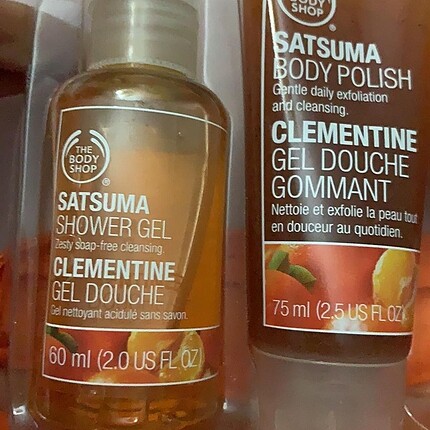 THE
BODY
SHOP
®
SATSUMA
SHOWER GEL
Zesty soap-free cleansing.
CLEMENTINE
GEL DOUCHE
Gel nettoyant acidulé sans savon.
60 ml (2.0 US FL OZ)
THE BODY
SHOP
®
SATSUMA
BODY POLISH
Gentle daily exfoliation
and cleansing.
CLEMENTINE
GEL DOUCHE
GOMMANT
Nettoie et exfolie la peau tout
en douceur au quotidien.
75 ml (2.5 US FL OZ)